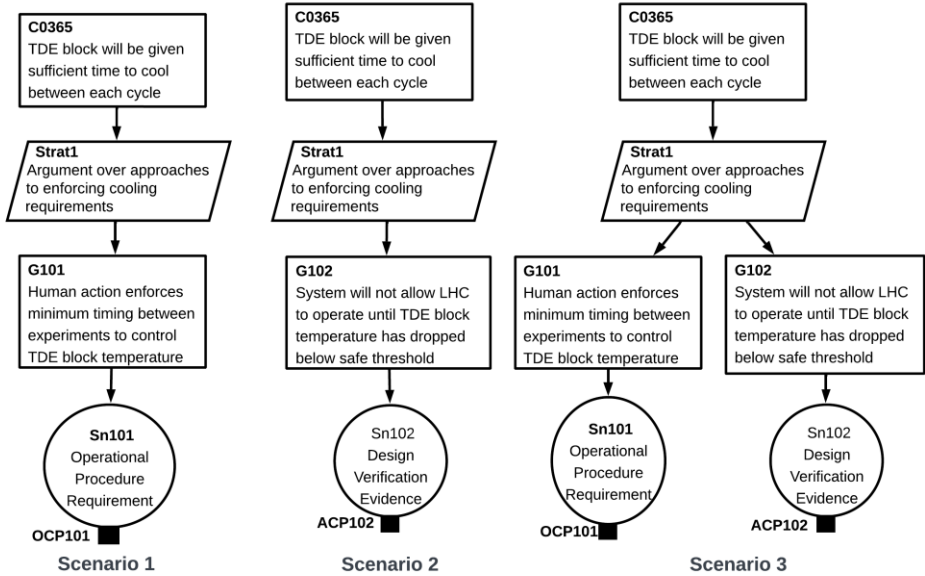 C0365
TDE block will be given
sufficient time to cool
between each cycle
Strat1
Argument over approaches
to enforcing cooling
requirements
G101
Human action enforces
minimum timing between
experiments to control
TDE block temperature
Sn101
Operational
Procedure
Requirement
OCP101
Scenario 1
C0365
TDE block will be given
sufficient time to cool
between each cycle
Strat1
Argument over approaches
to enforcing cooling
requirements
G102
System will not allow LHC
to operate until TDE block
temperature has dropped
below safe threshold
Sn102
Design
Verification
Evidence
ACP102
Scenario 2
C0365
TDE block will be given
sufficient time to cool
between each cycle
Strat1
Argument over approaches
to enforcing cooling
requirements
G101
Human action enforces
minimum timing between
experiments to control
TDE block temperature
Sn101
Operational
Procedure
Requirement
OCP101
G102
System will not allow LHC
to operate until TDE block
temperature has dropped
below safe threshold
Sn102
Design
Verification
Evidence
ACP102
Scenario 3